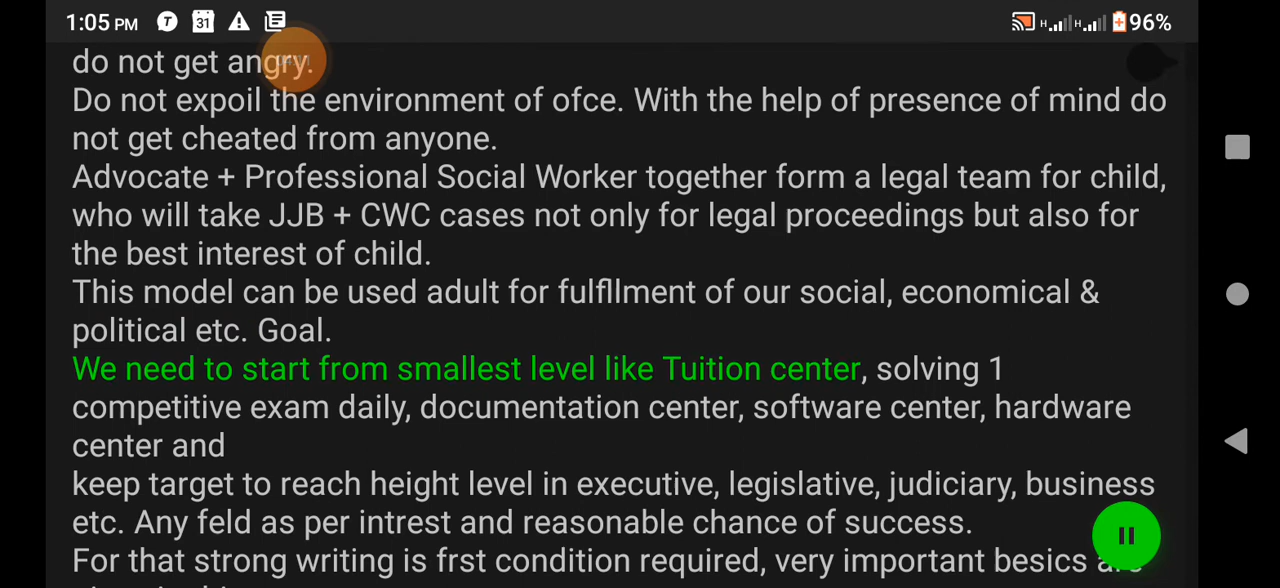 1:05 PM 31 H H 96%
do not get angry.
Do not expoil the environment of ofce. With the help of presence of mind do
not get cheated from anyone.
Advocate + Professional Social Worker together form a legal team for child,
who will take JJB + CWC cases not only for legal proceedings but also for
the best interest of child.
This model can be used adult for fulfllment of our social, economical &
political etc. Goal.
We need to start from smallest level like Tuition center, solving 1
competitive exam daily, documentation center, software center, hardware
center and
keep target to reach height level in executive, legislative, judiciary, business
etc. Any feld as per intrest and reasonable chance of success.
For that strong writing is frst condition required, very important besics are